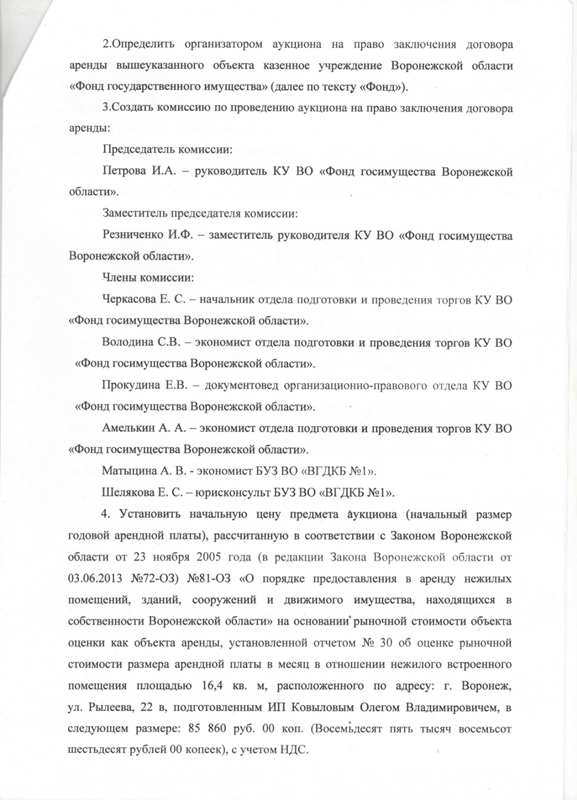 2.Определить организатором аукциона на право заключения договора
аренды вышеуказанного объекта казенное учреждение Воронежской области
«Фонд государственного имущества» (далее по тексту «Фонд»).
3.Создать комиссию по проведению аукциона на право заключения договора
аренды:
Председатель комиссии:
Петрова И.А. – руководитель КУ ВО «Фонд госимущества Воронежской
области».
Заместитель председателя комиссии:
Резниченко И.Ф. – заместитель руководителя КУ ВО «Фонд госимущества
Воронежской области».
Члены комиссии:
Черкасова Е. С. – начальник отдела подготовки и проведения торгов КУ ВО
«Фонд госимущества Воронежской области».
Володина С.В. – экономист отдела подготовки и проведения торгов КУ ВО
«Фонд госимущества Воронежской области».
Прокудина Е.В. – документовед организационно-правового отдела КУ ВО
«Фонд госимущества Воронежской области».
Амелькин А. А. – экономист отдела подготовки и проведения торгов КУ ВО
«Фонд госимущества Воронежской области».
Матыцина А. В. - экономист БУЗ ВО «ВГДКБ №1».
Шелякова Е. С. – юрисконсульт БУЗ ВО «ВГДКБ №1».
4. Установить начальную цену предмета аукциона (начальный размер
годовой арендной платы), рассчитанную в соответствии с Законом Воронежской
области от 23 ноября 2005 года (в редакции Закона Воронежской области от
03.06.2013 №72-ОЗ) №81-ОЗ «О порядке предоставления в аренду нежилых
помещений, зданий, сооружений и движимого имущества, находящихся в
собственности Воронежской области» на основании рыночной стоимости объекта
оценки как объекта аренды, установленной отчетом № 30 об оценке рыночной
стоимости размера арендной платы в месяц в отношении нежилого встроенного
помещения площадью 16,4 кв. м, расположенного по адресу: г. Воронеж,
ул. Рылеева, 22 в, подготовленным ИП Ковыловым Олегом Владимировичем, в
следующем размере: 85 860 руб. 00 коп. (Восемьдесят пять тысяч восемьсот
шестьдесят рублей 00 копеек), с учетом НДС.